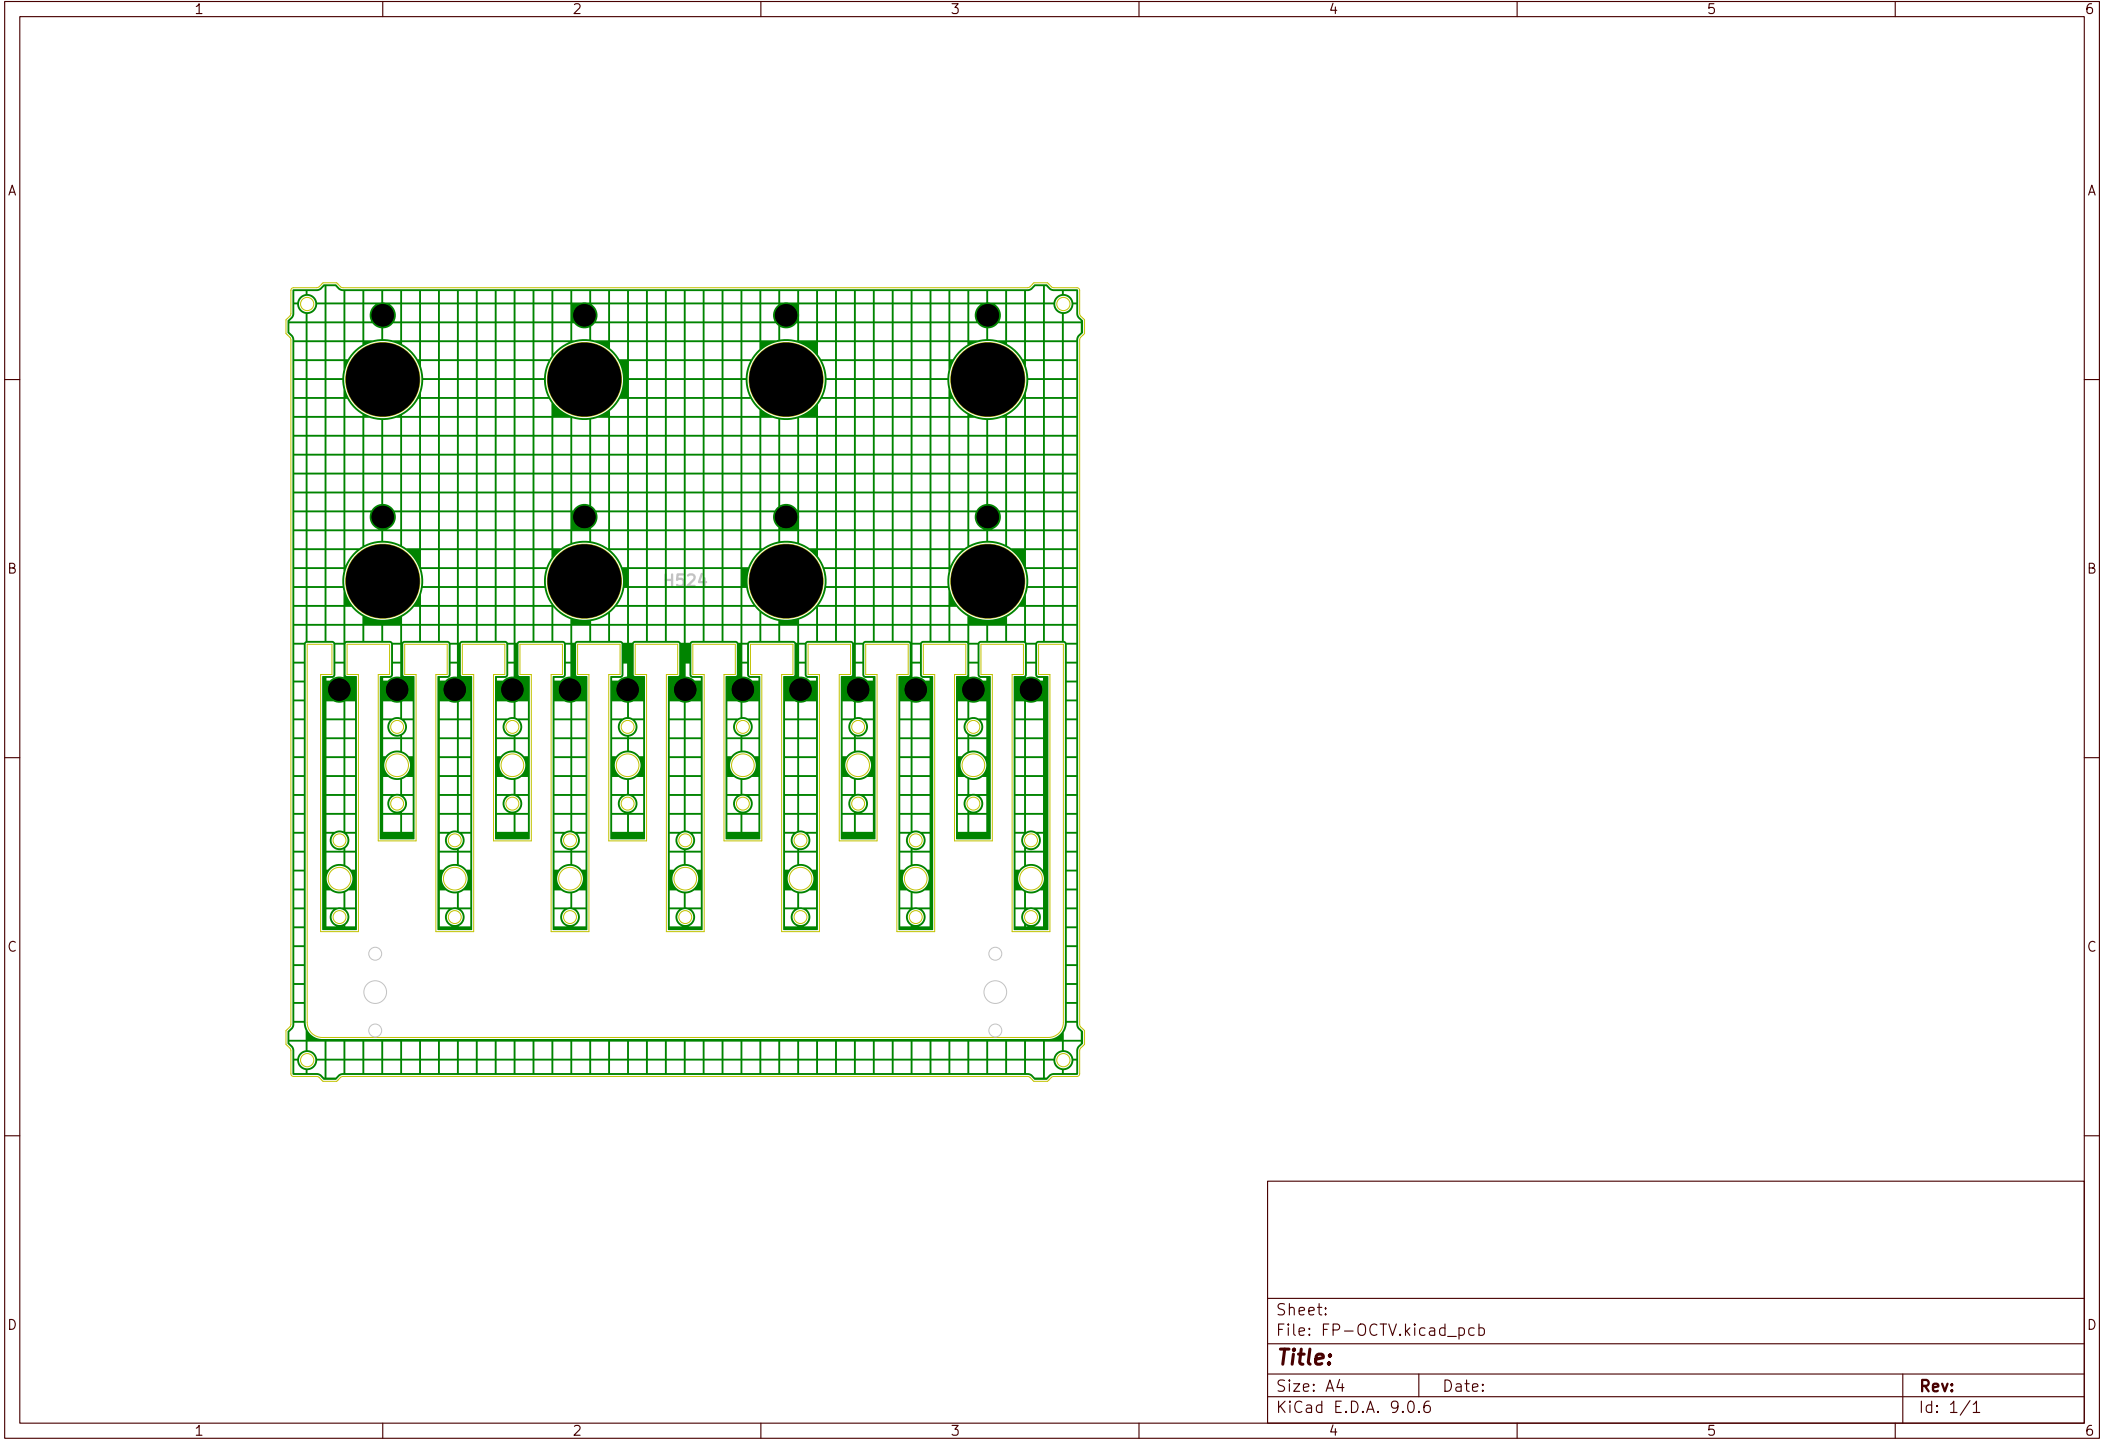 1 2 3 4 5 6
A A
B B
H524
C C
Sheet:
File: FP-OCTV.kicad_pcb
D D
Title:
Size: A4 Date: Rev:
KiCad E.D.A. 9.0.6 Id: 1/1
1 2 3 4 5 6